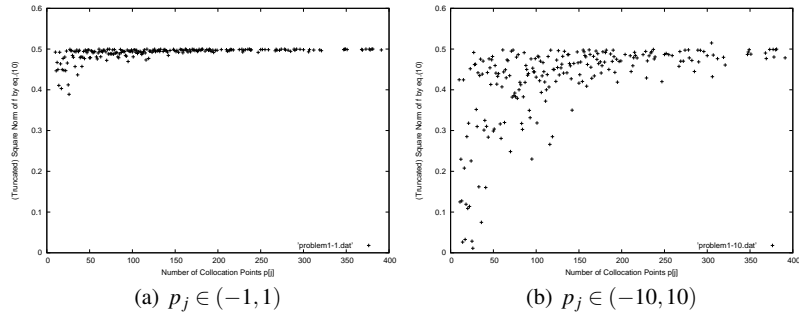 0.6
0.5
0.4
0.3
0.2
0.1
0
(Truncated) Square Norm of f by eq.(10)
'problem1-1.dat'
0 50 100 150 200 250 300 350 400
Number of Collocation Points p[j]
(a) p_j ∈ (−1, 1)
0.6
0.5
0.4
0.3
0.2
0.1
0
(Truncated) Square Norm of f by eq.(10)
'problem1-10.dat'
0 50 100 150 200 250 300 350 400
Number of Collocation Points p[j]
(b) p_j ∈ (−10, 10)